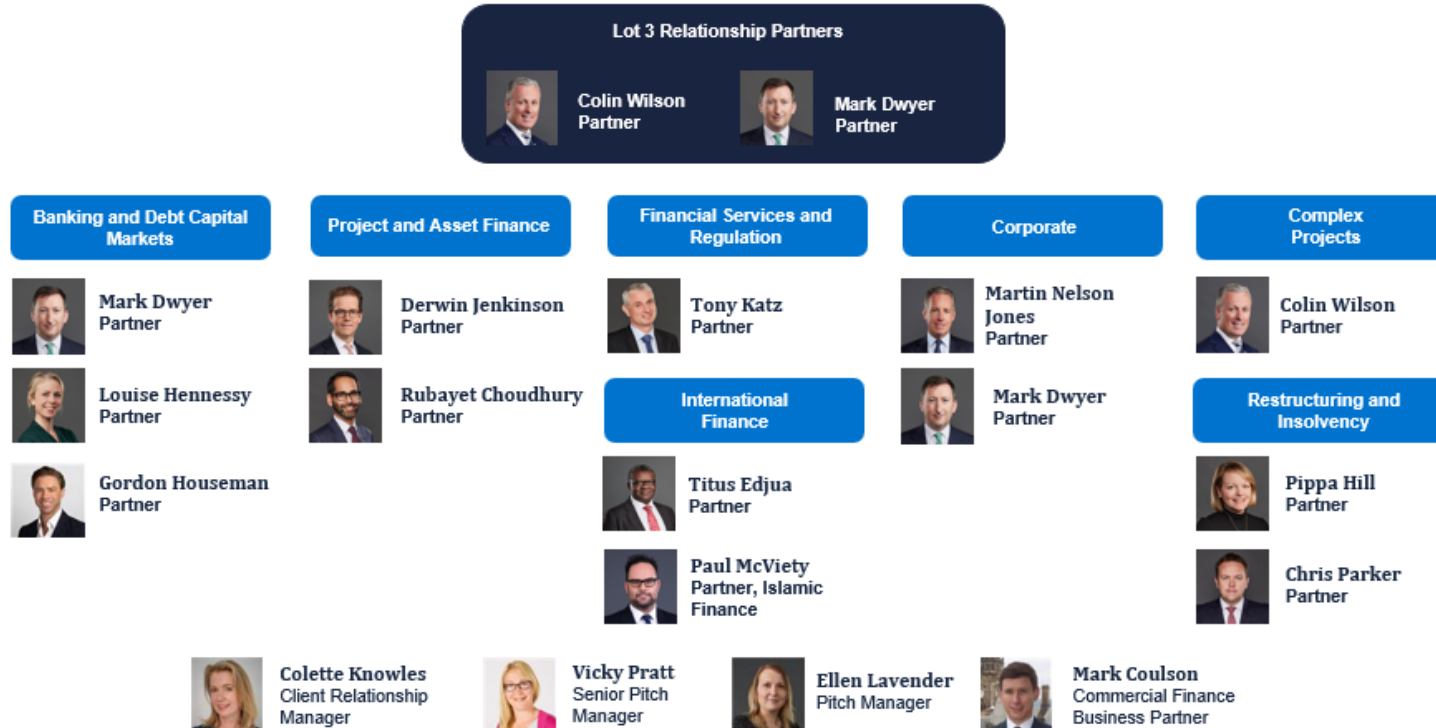 Lot 3 Relationship Partners
Colin Wilson
Partner
Mark Dwyer
Partner
Banking and Debt Capital
Markets
Mark Dwyer
Partner
Louise Hennessy
Partner
Gordon Houseman
Partner
Project and Asset Finance
Derwin Jenkinson
Partner
Rubayet Choudhury
Partner
Financial Services and
Regulation
Tony Katz
Partner
International
Finance
Titus Edjua
Partner
Paul McViety
Partner, Islamic
Finance
Corporate
Martin Nelson
Jones
Partner
Mark Dwyer
Partner
Complex
Projects
Colin Wilson
Partner
Restructuring and
Insolvency
Pippa Hill
Partner
Chris Parker
Partner
Colette Knowles
Client Relationship
Manager
Vicky Pratt
Senior Pitch
Manager
Ellen Lavender
Pitch Manager
Mark Coulson
Commercial Finance
Business Partner